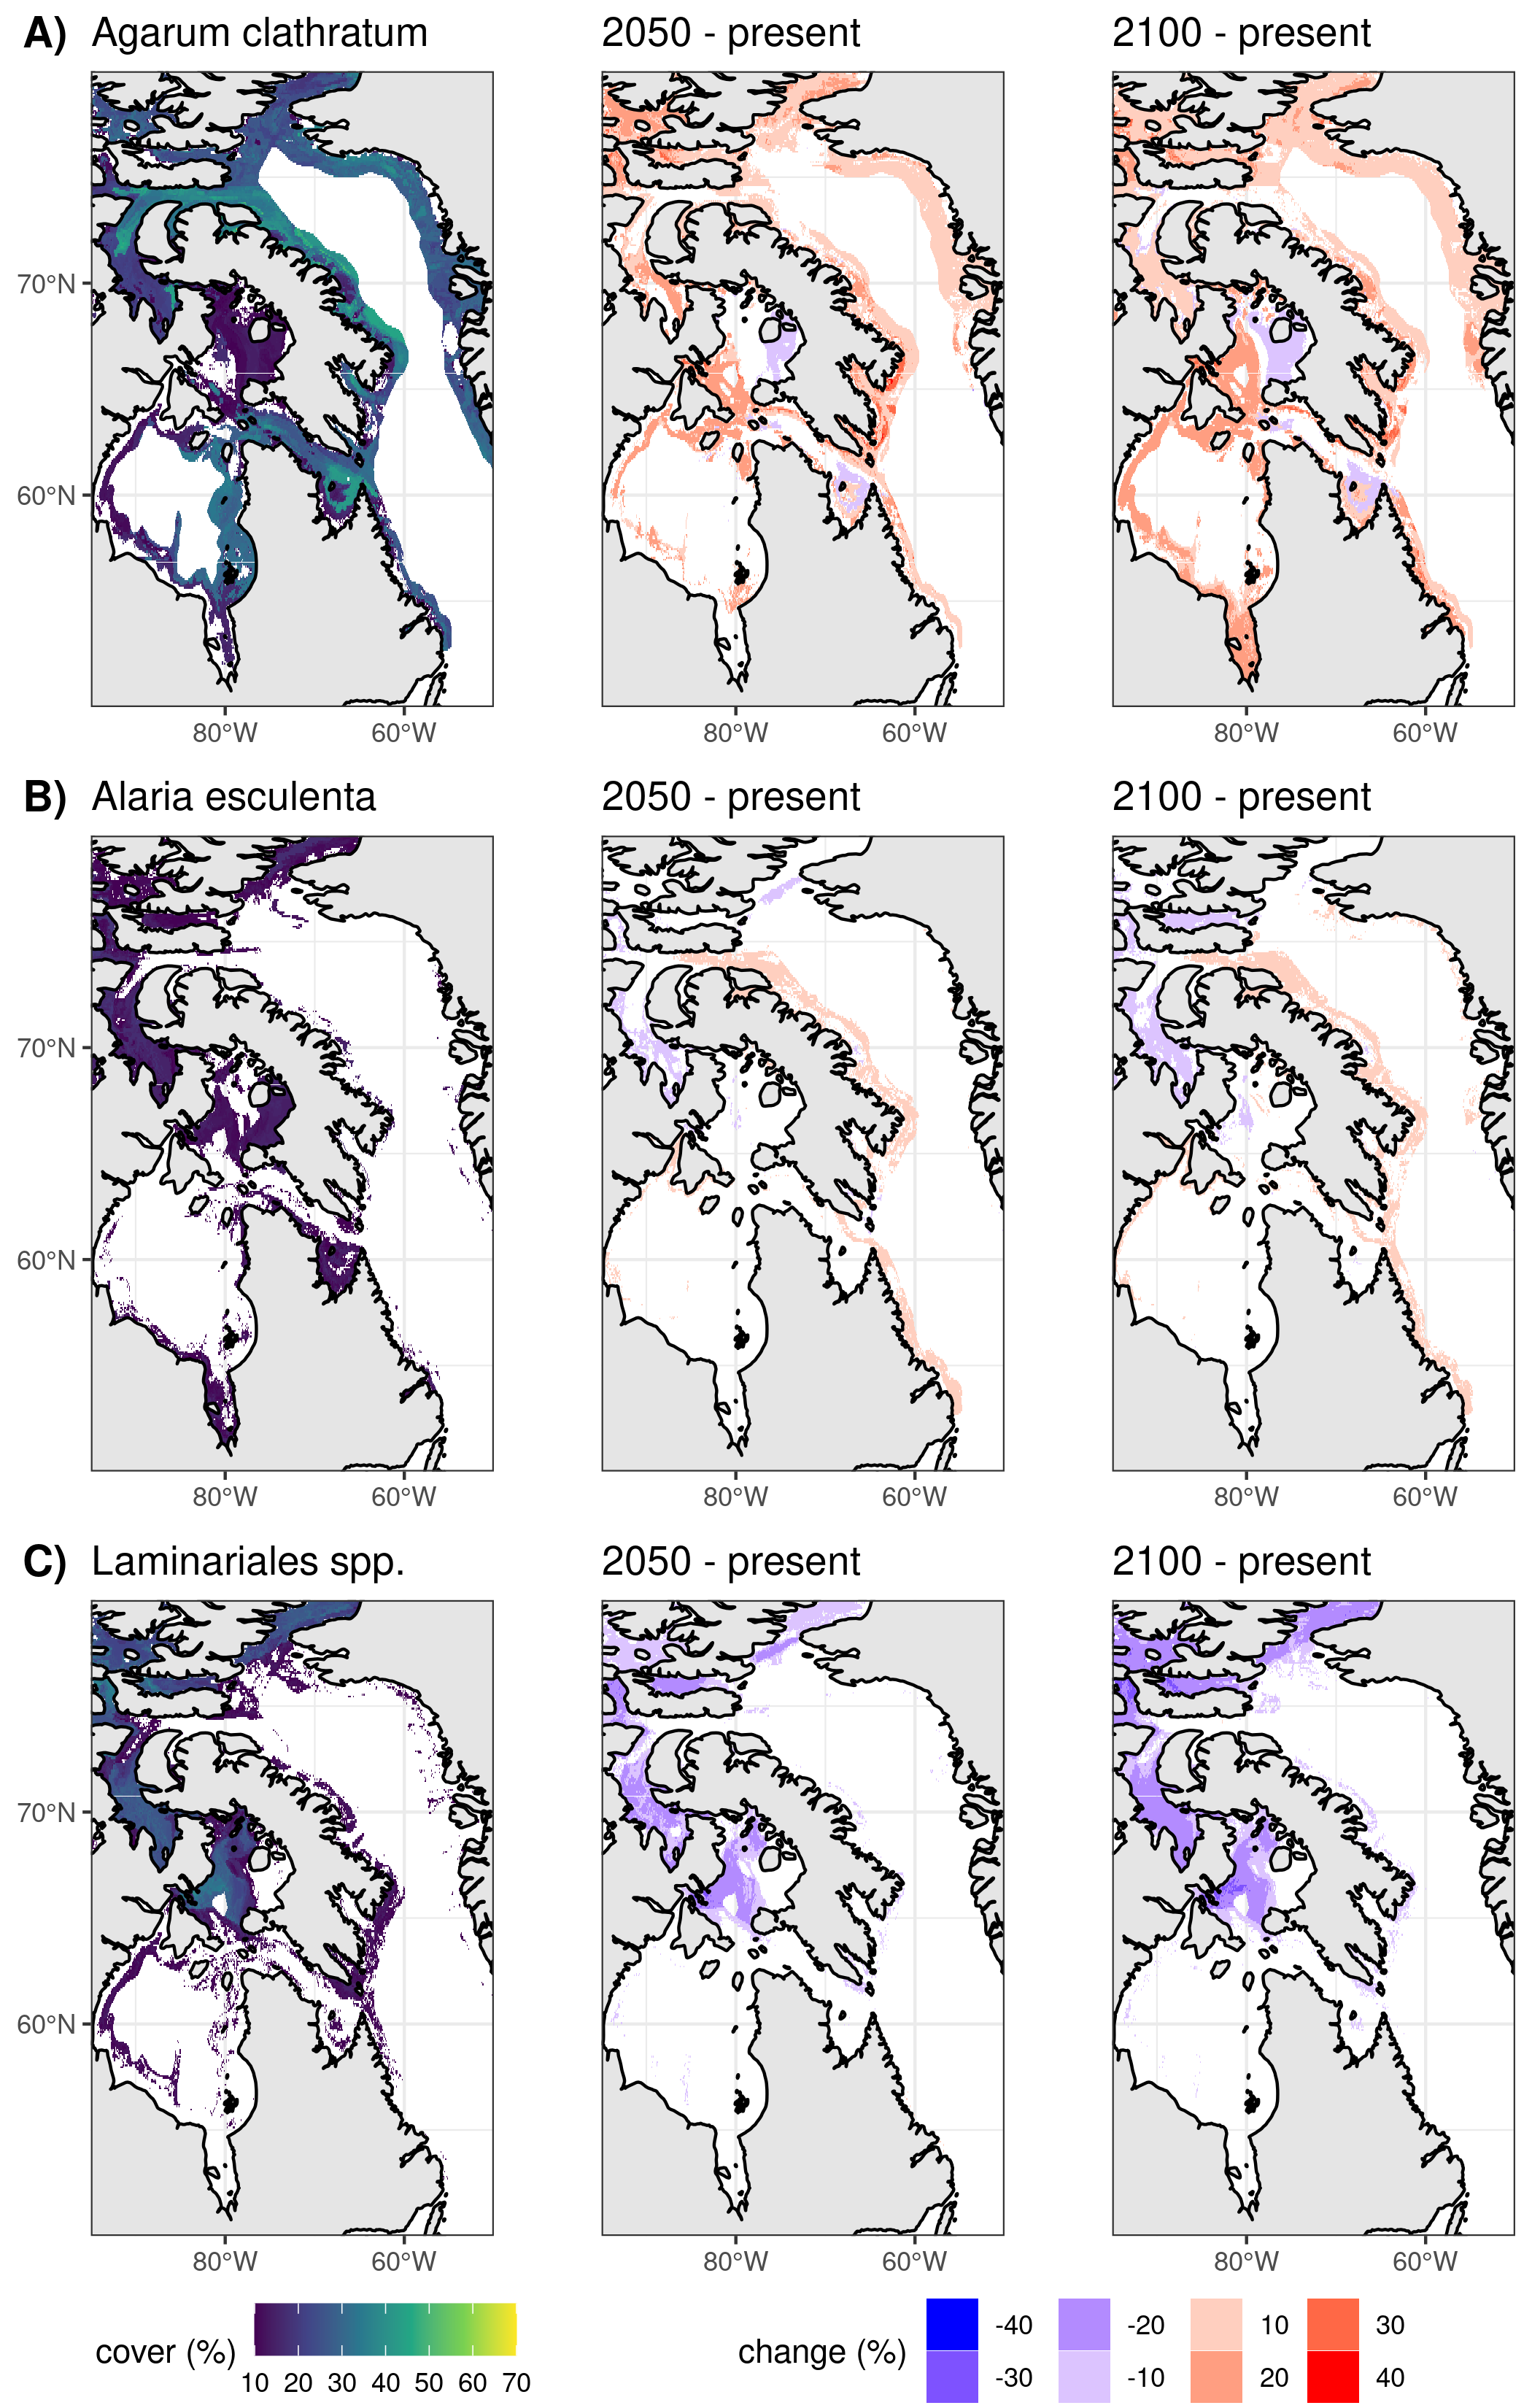 A) Agarum clathratum 2050 - present 2100 - present
70°N
60°N
80°W 60°W 80°W 60°W 80°W 60°W
B) Alaria esculenta 2050 - present 2100 - present
70°N
60°N
80°W 60°W 80°W 60°W 80°W 60°W
C) Laminariales spp. 2050 - present 2100 - present
70°N
60°N
80°W 60°W 80°W 60°W 80°W 60°W
cover (%)
10 20 30 40 50 60 70
change (%)
-40 -20 10 30
-30 -10 20 40